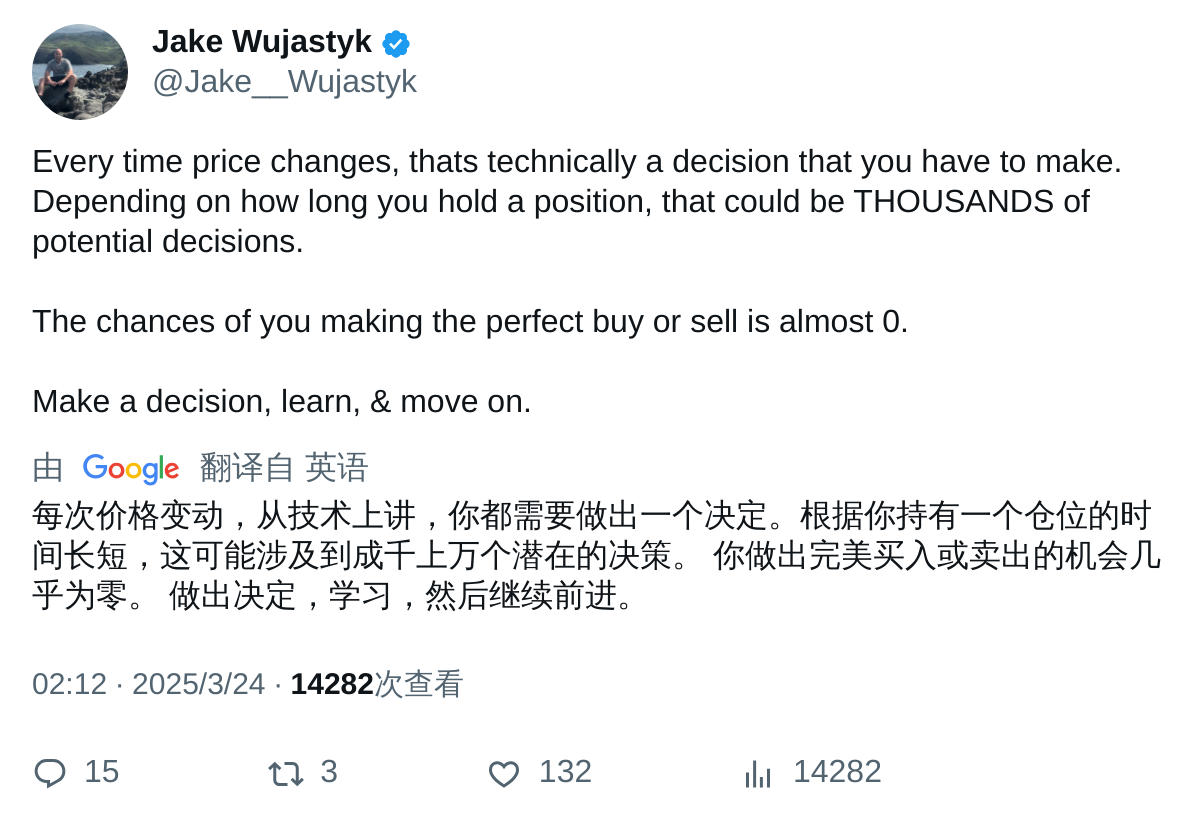 Jake Wujastyk
@Jake__Wujastyk
Every time price changes, thats technically a decision that you have to make.
Depending on how long you hold a position, that could be THOUSANDS of
potential decisions.
The chances of you making the perfect buy or sell is almost 0.
Make a decision, learn, & move on.
由 Google 翻译自 英语
每次价格变动，从技术上讲，你都需要做出一个决定。根据你持有一个仓位的时
间长短，这可能涉及到成千上万个潜在的决策。 你做出完美买入或卖出的机会几
乎为零。 做出决定，学习，然后继续前进。
02:12 · 2025/3/24 · 14282次查看
15 3 132 14282